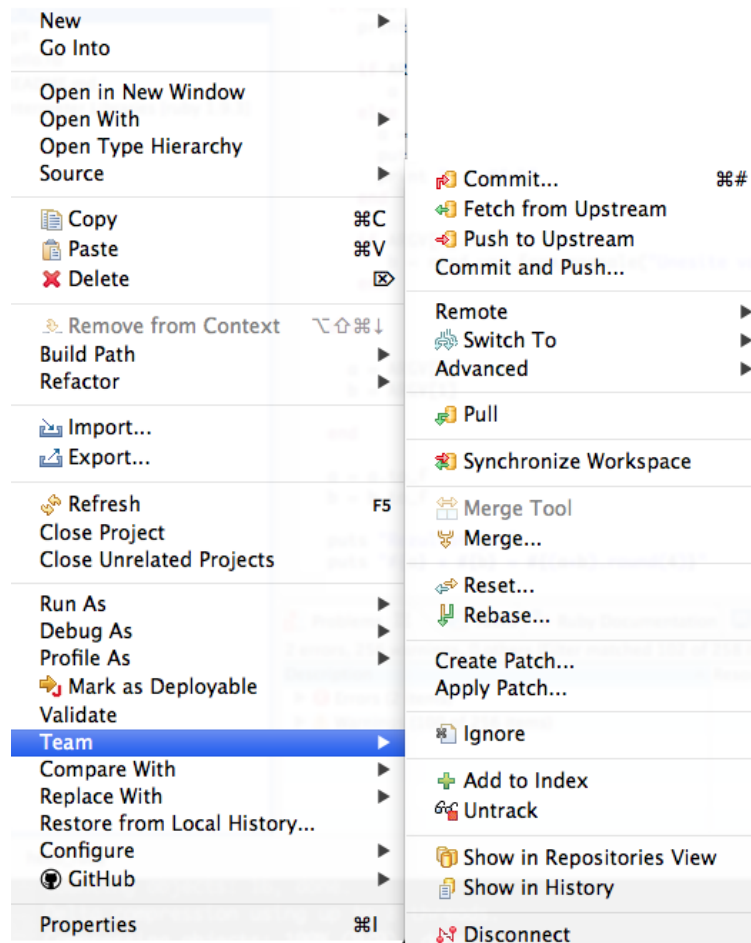 New
Go Into
Open in New Window
Open With
Open Type Hierarchy
Source
Copy ⌘C
Paste ⌘V
Delete ⌦
Remove from Context ⌥⇧⌘↓
Build Path
Refactor
Import...
Export...
Refresh F5
Close Project
Close Unrelated Projects
Run As
Debug As
Profile As
Mark as Deployable
Validate
Team
Compare With
Replace With
Restore from Local History...
Configure
GitHub
Properties ⌘I
Commit... ⌘#
Fetch from Upstream
Push to Upstream
Commit and Push...
Remote
Switch To
Advanced
Pull
Synchronize Workspace
Merge Tool
Merge...
Reset...
Rebase...
Create Patch...
Apply Patch...
Ignore
Add to Index
Untrack
Show in Repositories View
Show in History
Disconnect